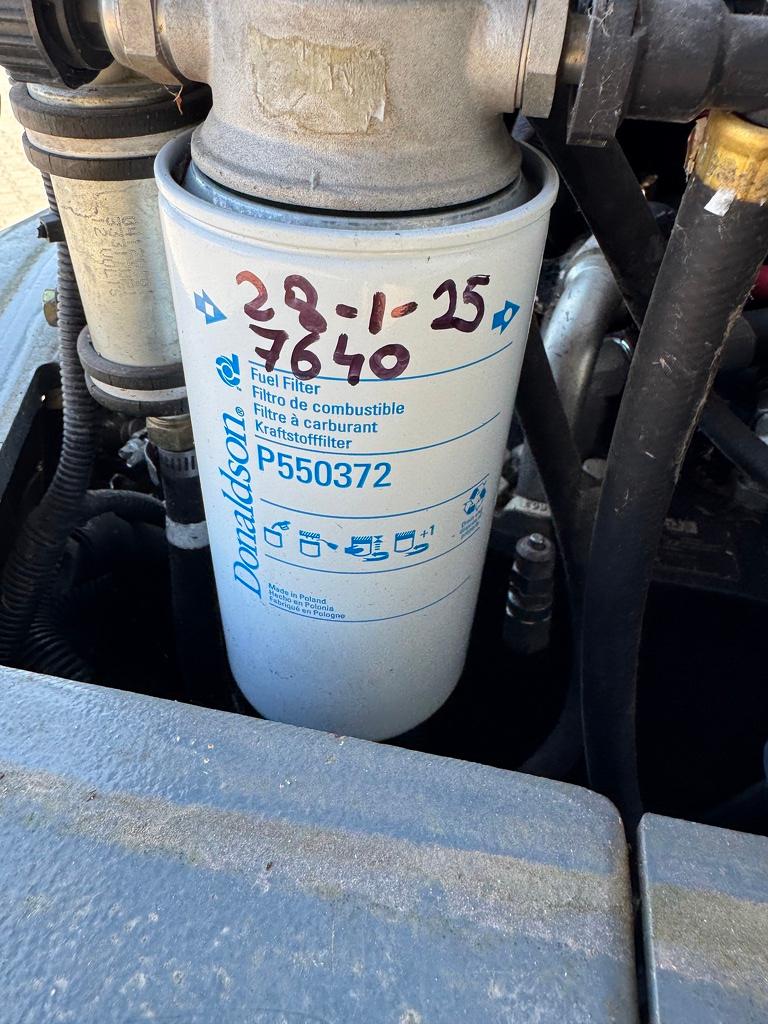 28-1-25
7640
Fuel Filter
Filtro de combustible
Filtre à carburant
Kraftstofffilter
Donaldson®
P550372
+1
Made in Poland
Hecho en Polonia
Fabriqué en Pologne